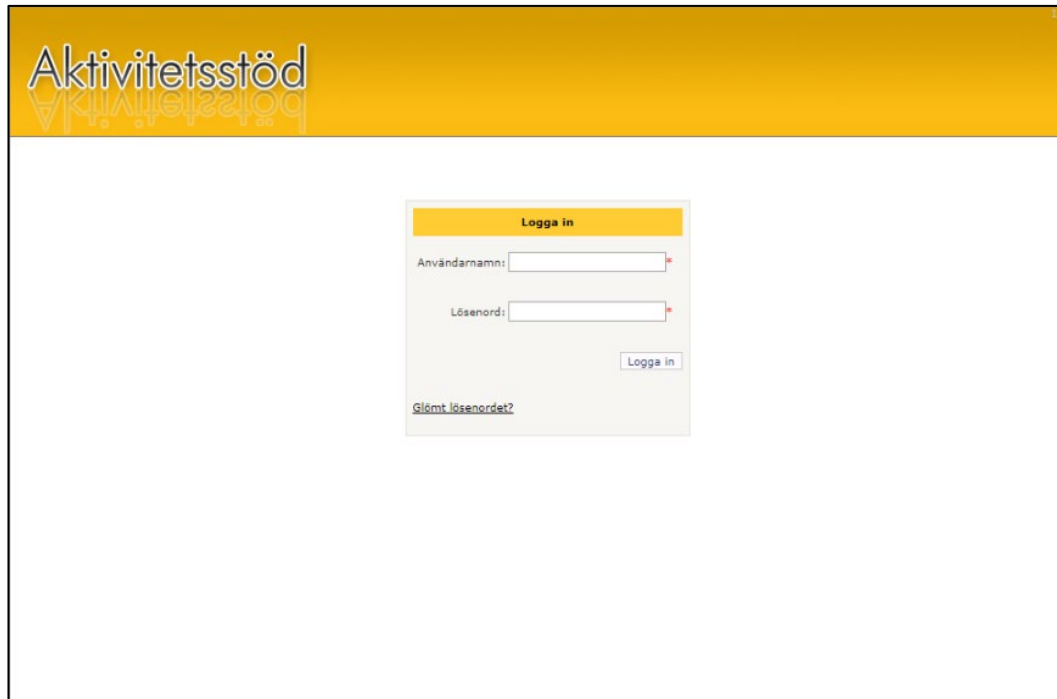 Aktivitetsstöd
Logga in
Användarnamn: *
Lösenord: *
Logga in
Glömt lösenordet?